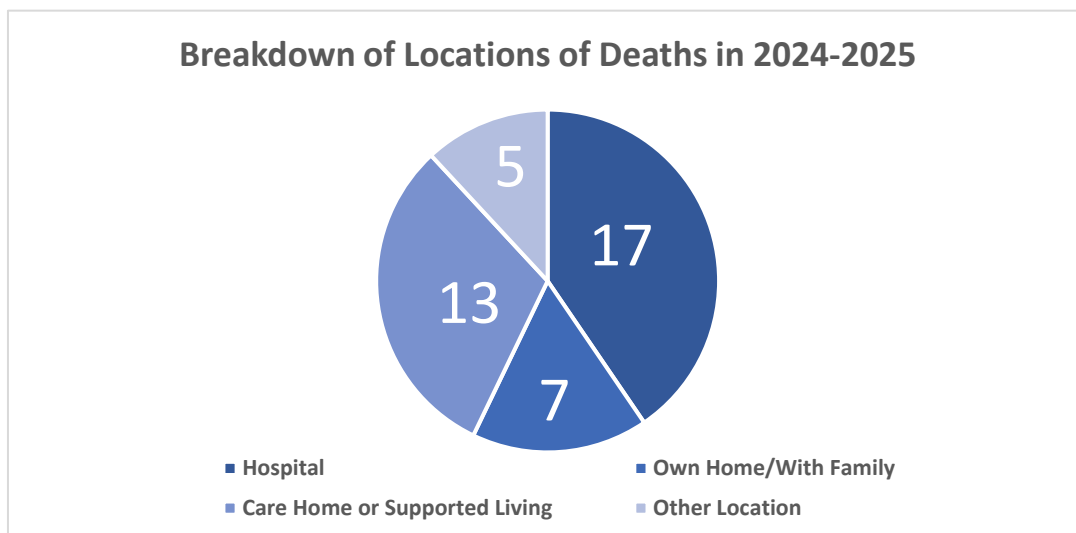 Breakdown of Locations of Deaths in 2024-2025
5
17
13
7
Hospital
Own Home/With Family
Care Home or Supported Living
Other Location